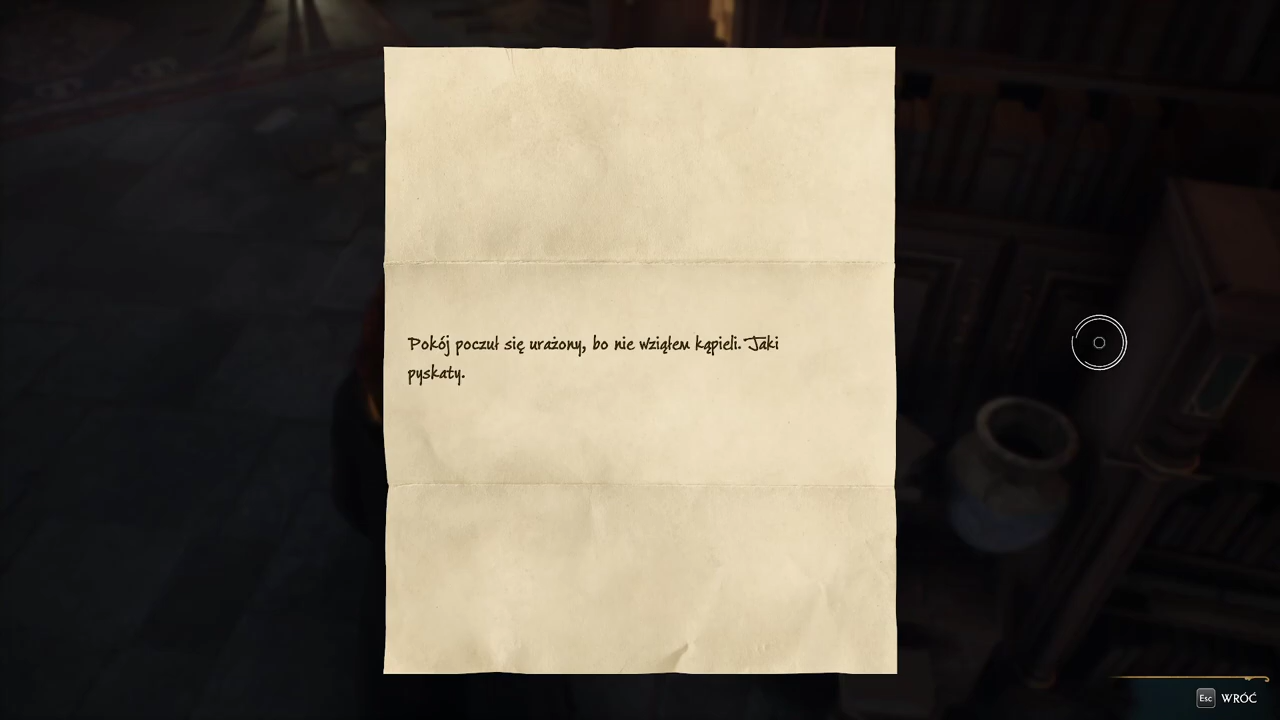 Pokój poczuł się urażony, bo nie wziąłem kąpieli. Jaki
pyskaty.
Esc WRÓĆ